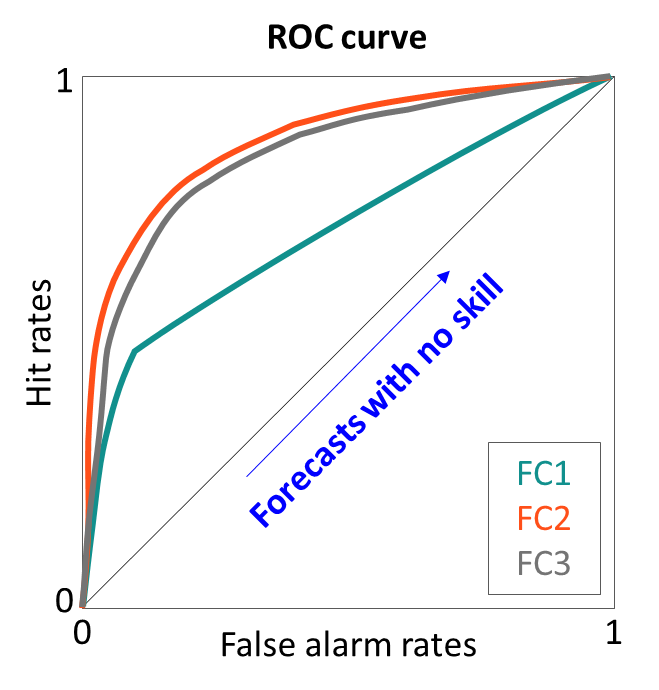 ROC curve
1
Hit rates
Forecasts with no skill
FC1
FC2
FC3
0
0
False alarm rates
1